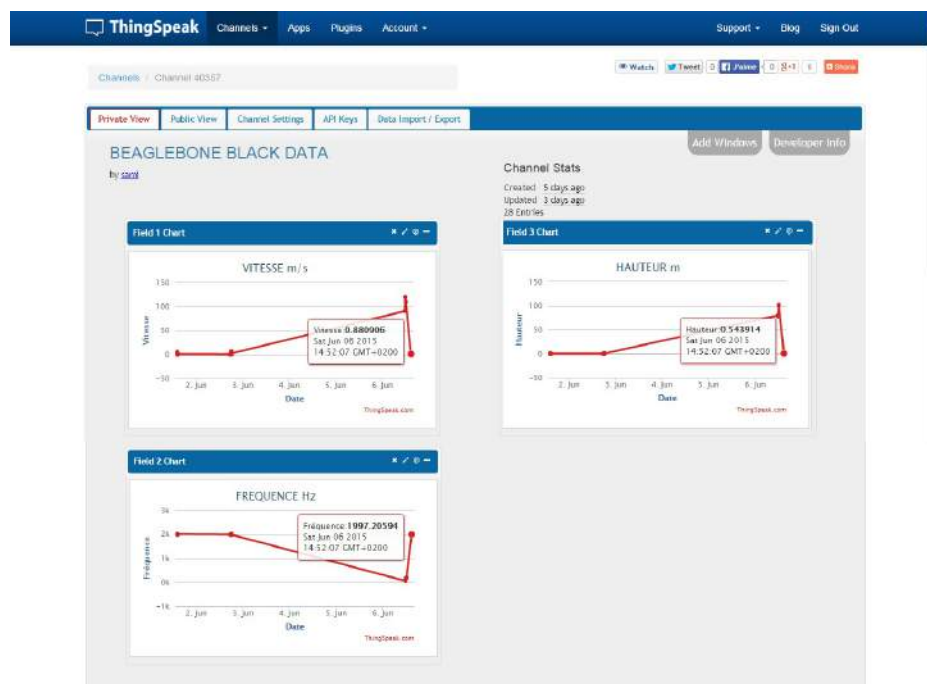 ThingSpeak Channels Apps Plugins Account Support Blog Sign Out
Channels / Channel 40357
Watch Tweet 0 J'aime 0 g+1 Share
Private View Public View Channel Settings API Keys Data Import / Export
Add Windows Developer Info
BEAGLEBONE BLACK DATA
by sami
Channel Stats
Created 5 days ago
Updated 3 days ago
28 Entries
Field 1 Chart
VITESSE m/s
150
100
50
0
-50
Vitesse
Vitesse:0.880906
Sat Jun 06 2015
14:52:07 GMT+0200
2. Jun 3. Jun 4. Jun 5. Jun 6. Jun
Date
ThingSpeak.com
Field 3 Chart
HAUTEUR m
150
100
50
0
-50
Hauteur
Hauteur:0.543914
Sat Jun 06 2015
14:52:07 GMT+0200
2. Jun 3. Jun 4. Jun 5. Jun 6. Jun
Date
ThingSpeak.com
Field 2 Chart
FREQUENCE Hz
3k
2k
1k
0k
-1k
Fréquence
Fréquence:1997.20594
Sat Jun 06 2015
14:52:07 GMT+0200
2. Jun 3. Jun 4. Jun 5. Jun 6. Jun
Date
ThingSpeak.com